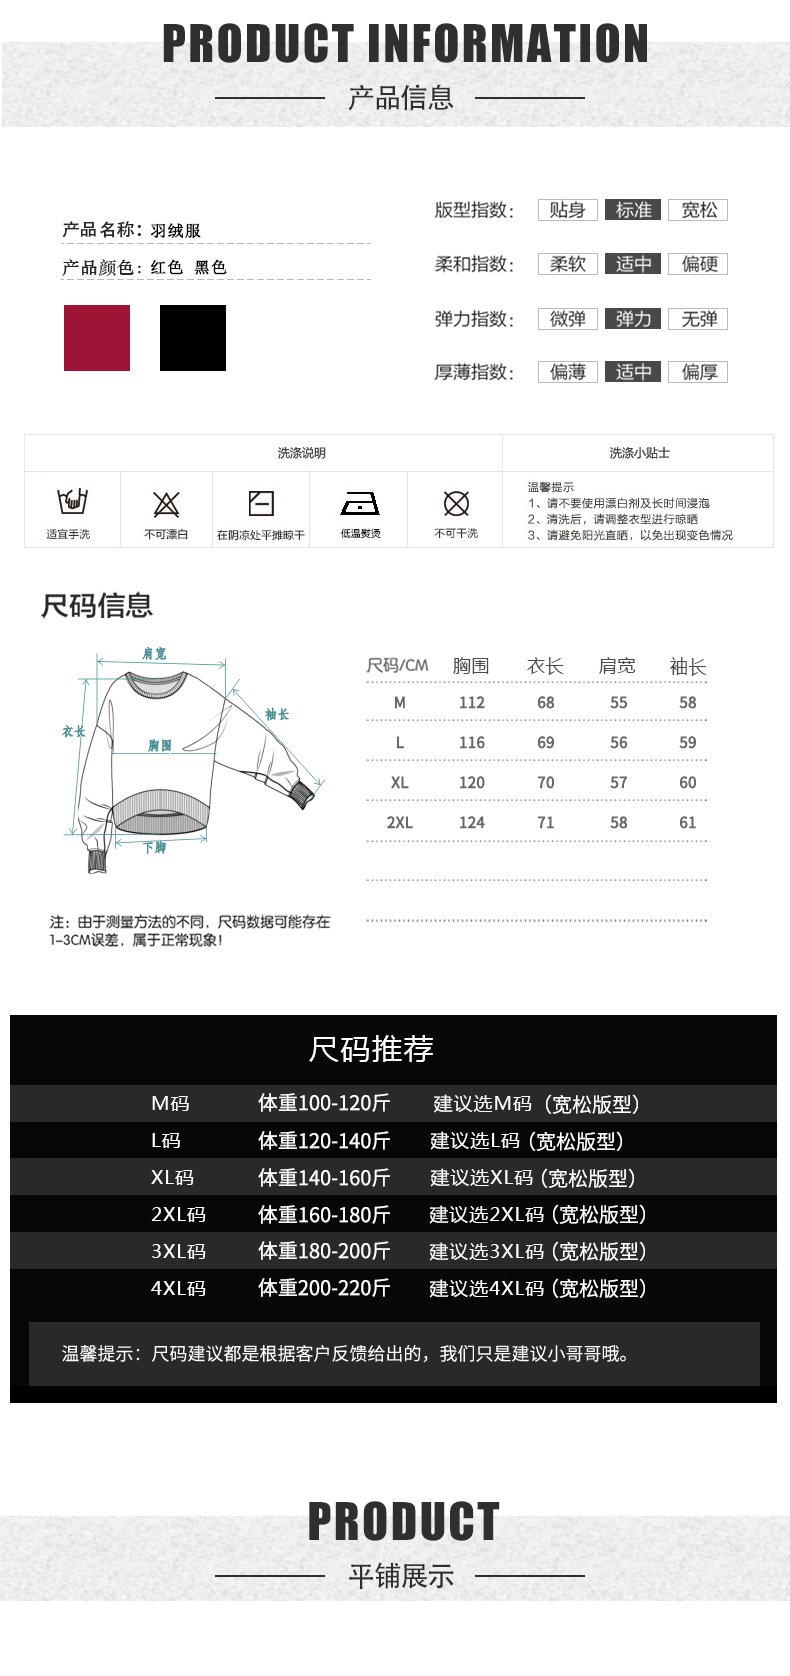 PRODUCT INFORMATION
产品信息
产品名称：羽绒服
产品颜色：红色 黑色
版型指数： 贴身 标准 宽松
柔和指数： 柔软 适中 偏硬
弹力指数： 微弹 弹力 无弹
厚薄指数： 偏薄 适中 偏厚
洗涤说明 洗涤小贴士
适宜手洗 不可漂白 在阴凉处平摊晾干 低温熨烫 不可干洗
温馨提示
1、请不要使用漂白剂及长时间浸泡
2、清洗后，请调整衣型进行晾晒
3、请避免阳光直晒，以免出现变色情况
尺码信息
肩宽
袖长
衣长
胸围
下胸
尺码/CM 胸围 衣长 肩宽 袖长
M 112 68 55 58
L 116 69 56 59
XL 120 70 57 60
2XL 124 71 58 61
注：由于测量方法的不同，尺码数据可能存在
1-3CM误差，属于正常现象！
尺码推荐
M码 体重100-120斤 建议选M码（宽松版型）
L码 体重120-140斤 建议选L码（宽松版型）
XL码 体重140-160斤 建议选XL码（宽松版型）
2XL码 体重160-180斤 建议选2XL码（宽松版型）
3XL码 体重180-200斤 建议选3XL码（宽松版型）
4XL码 体重200-220斤 建议选4XL码（宽松版型）
温馨提示：尺码建议都是根据客户反馈给出的，我们只是建议小哥哥哦。
PRODUCT
平铺展示